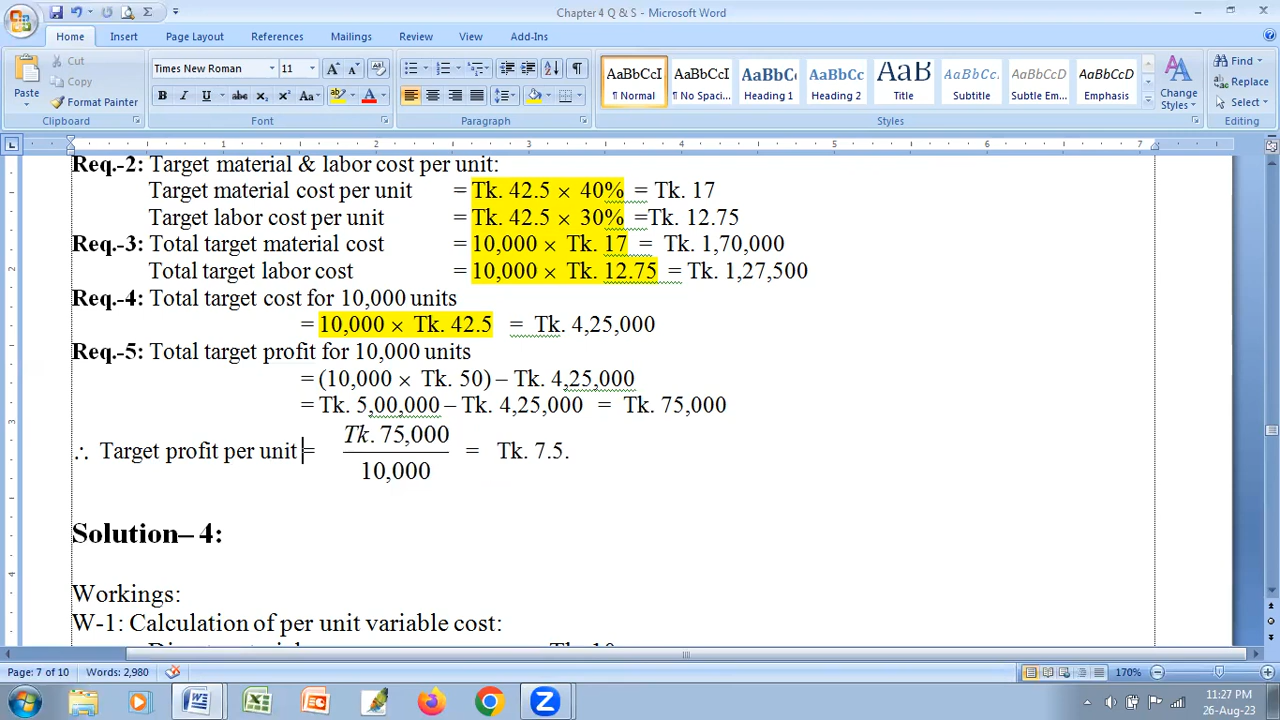 Chapter 4 Q & S - Microsoft Word
Home Insert Page Layout References Mailings Review View Add-Ins
Paste Cut Copy Format Painter
Clipboard
Times New Roman 11
Font
Paragraph
AaBbCcI AaBbCcI AaBbCc AaBbCc AaB AaBbCcI AaBbCcD AaBbCcD
¶ Normal ¶ No Spaci... Heading 1 Heading 2 Title Subtitle Subtle Em... Emphasis
Change Styles
Styles
Find
Replace
Select
Editing
Req.-2: Target material & labor cost per unit:
Target material cost per unit = Tk. 42.5 × 40% = Tk. 17
Target labor cost per unit = Tk. 42.5 × 30% =Tk. 12.75
Req.-3: Total target material cost = 10,000 × Tk. 17 = Tk. 1,70,000
Total target labor cost = 10,000 × Tk. 12.75 = Tk. 1,27,500
Req.-4: Total target cost for 10,000 units
= 10,000 × Tk. 42.5 = Tk. 4,25,000
Req.-5: Total target profit for 10,000 units
= (10,000 × Tk. 50) – Tk. 4,25,000
= Tk. 5,00,000 – Tk. 4,25,000 = Tk. 75,000
∴ Target profit per unit = Tk. 75,000 / 10,000 = Tk. 7.5.
Solution– 4:
Workings:
W-1: Calculation of per unit variable cost:
Page: 7 of 10 Words: 2,980 170%
11:27 PM
26-Aug-23